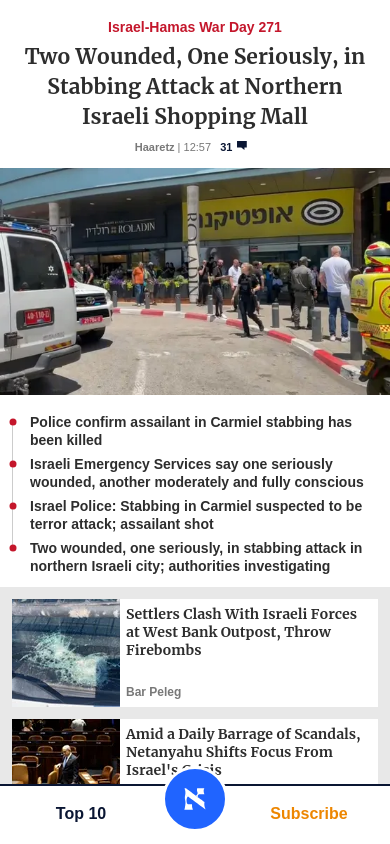 Israel-Hamas War Day 271
Two Wounded, One Seriously, in
Stabbing Attack at Northern
Israeli Shopping Mall
Haaretz | 12:57 31
רולדין ROLADIN
אופטיקנה
ROLADIN
Police confirm assailant in Carmiel stabbing has
been killed
Israeli Emergency Services say one seriously
wounded, another moderately and fully conscious
Israel Police: Stabbing in Carmiel suspected to be
terror attack; assailant shot
Two wounded, one seriously, in stabbing attack in
northern Israeli city; authorities investigating
Settlers Clash With Israeli Forces
at West Bank Outpost, Throw
Firebombs
Bar Peleg
Amid a Daily Barrage of Scandals,
Netanyahu Shifts Focus From
Israel's Crisis
Top 10
Subscribe